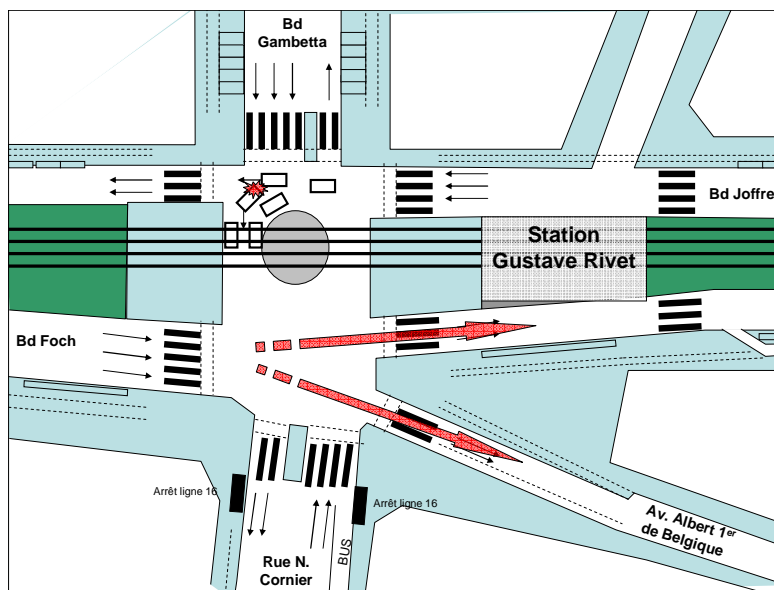 Bd
Gambetta
Bd Joffre
Station
Gustave Rivet
Bd Foch
Arrêt ligne 16
Arrêt ligne 16
Av. Albert 1er
de Belgique
Rue N.
Cornier
BUS